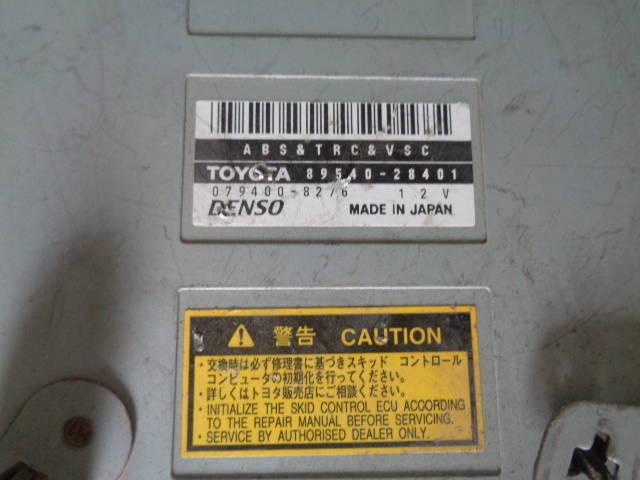 ABS&TRC&VSC
TOYOTA 89540-28401
079400-8276 12V
DENSO MADE IN JAPAN
警告 CAUTION
・交換時は必ず修理書に基づきスキッド コントロール
コンピュータの初期化を行ってください。
・詳しくはトヨタ販売店にご相談ください。
・INITIALIZE THE SKID CONTROL ECU ACCORDING
TO THE REPAIR MANUAL BEFORE SERVICING.
・SERVICE BY AUTHORISED DEALER ONLY.